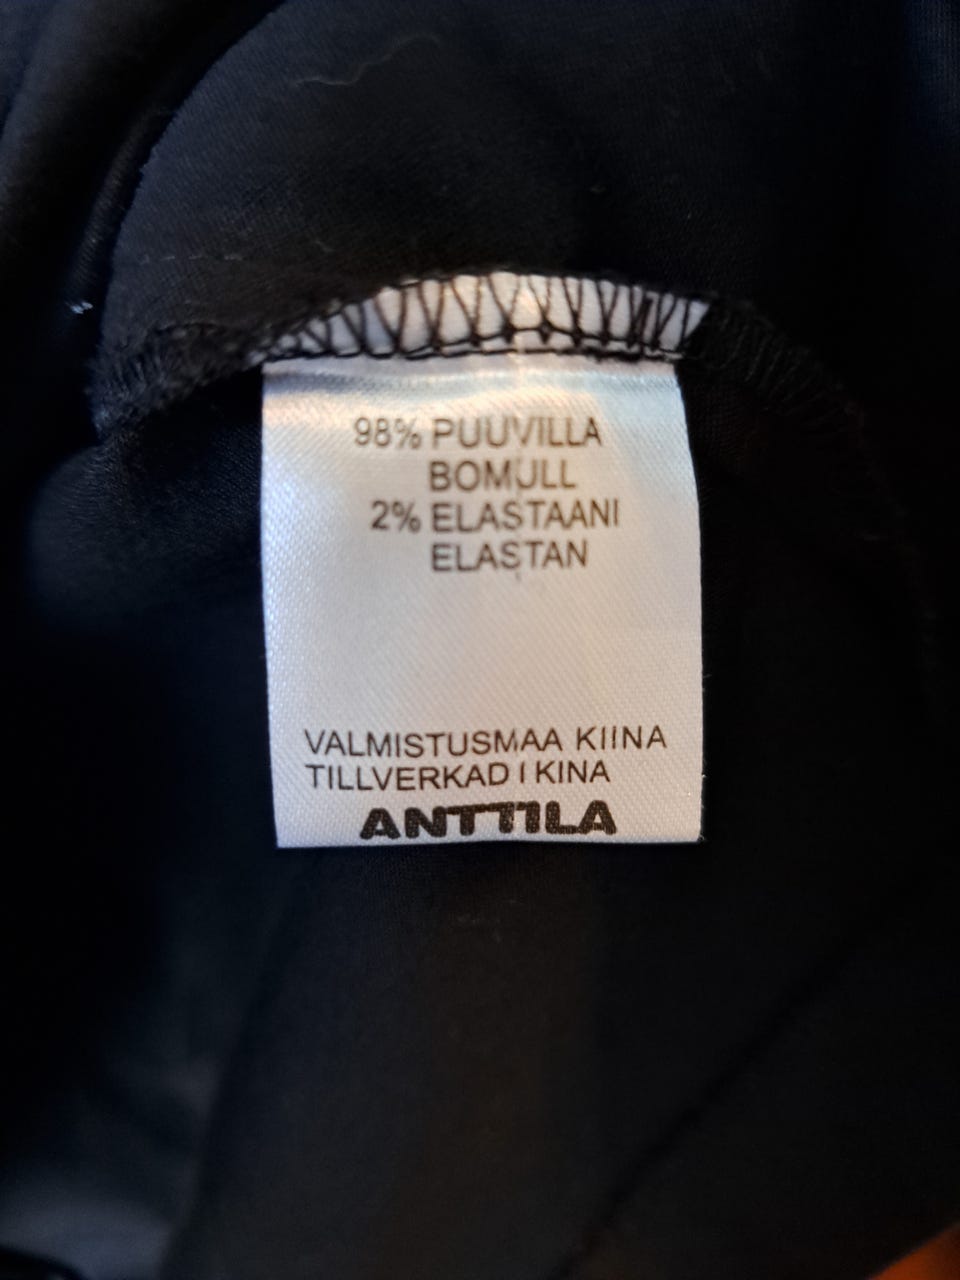 98% PUUVILLA
BOMULL
2% ELASTAANI
ELASTAN
VALMISTUSMAA KIINA
TILLVERKAD I KINA
ANTTILA